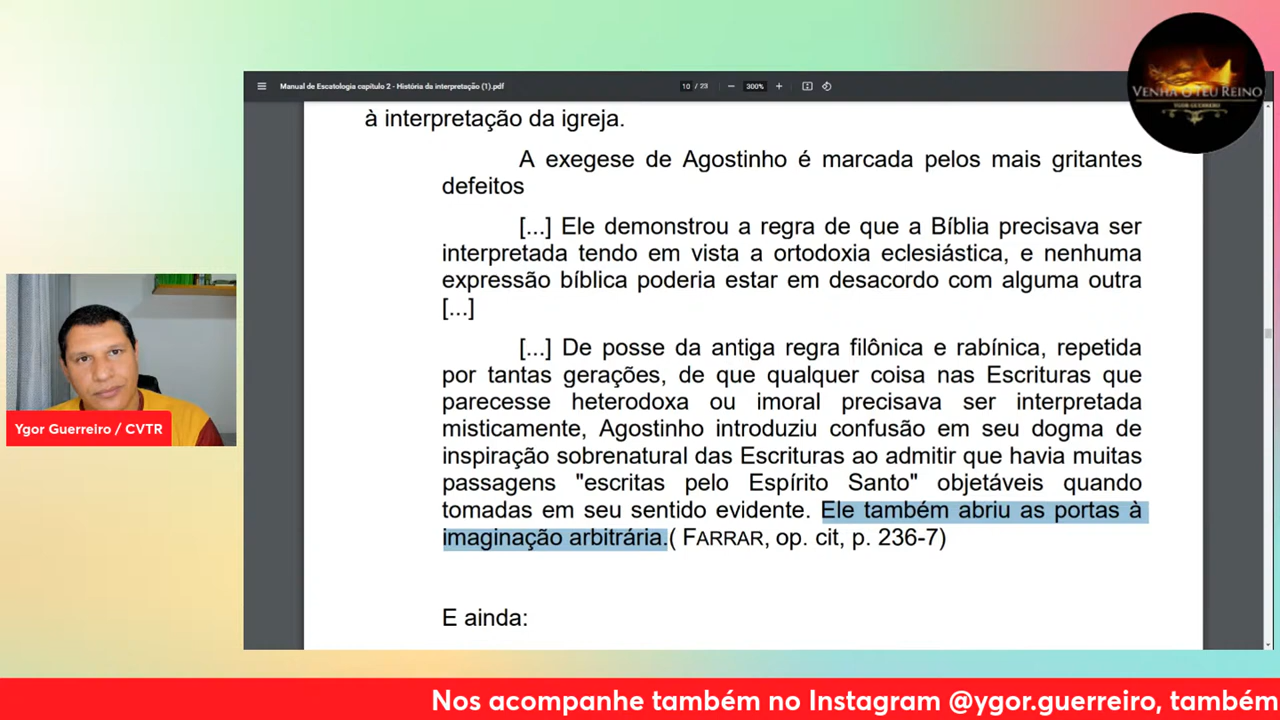 VENHA O TEU REINO
YGOR GUERREIRO
Manual de Escatologia capítulo 2 - História da interpretação (1).pdf
10 / 23
300%
à interpretação da igreja.
A exegese de Agostinho é marcada pelos mais gritantes
defeitos
[...] Ele demonstrou a regra de que a Bíblia precisava ser
interpretada tendo em vista a ortodoxia eclesiástica, e nenhuma
expressão bíblica poderia estar em desacordo com alguma outra
[...]
[...] De posse da antiga regra filônica e rabínica, repetida
por tantas gerações, de que qualquer coisa nas Escrituras que
parecesse heterodoxa ou imoral precisava ser interpretada
misticamente, Agostinho introduziu confusão em seu dogma de
inspiração sobrenatural das Escrituras ao admitir que havia muitas
passagens "escritas pelo Espírito Santo" objetáveis quando
tomadas em seu sentido evidente. Ele também abriu as portas à
imaginação arbitrária.( FARRAR, op. cit, p. 236-7)
E ainda:
Ygor Guerreiro / CVTR
Nos acompanhe também no Instagram @ygor.guerreiro, também